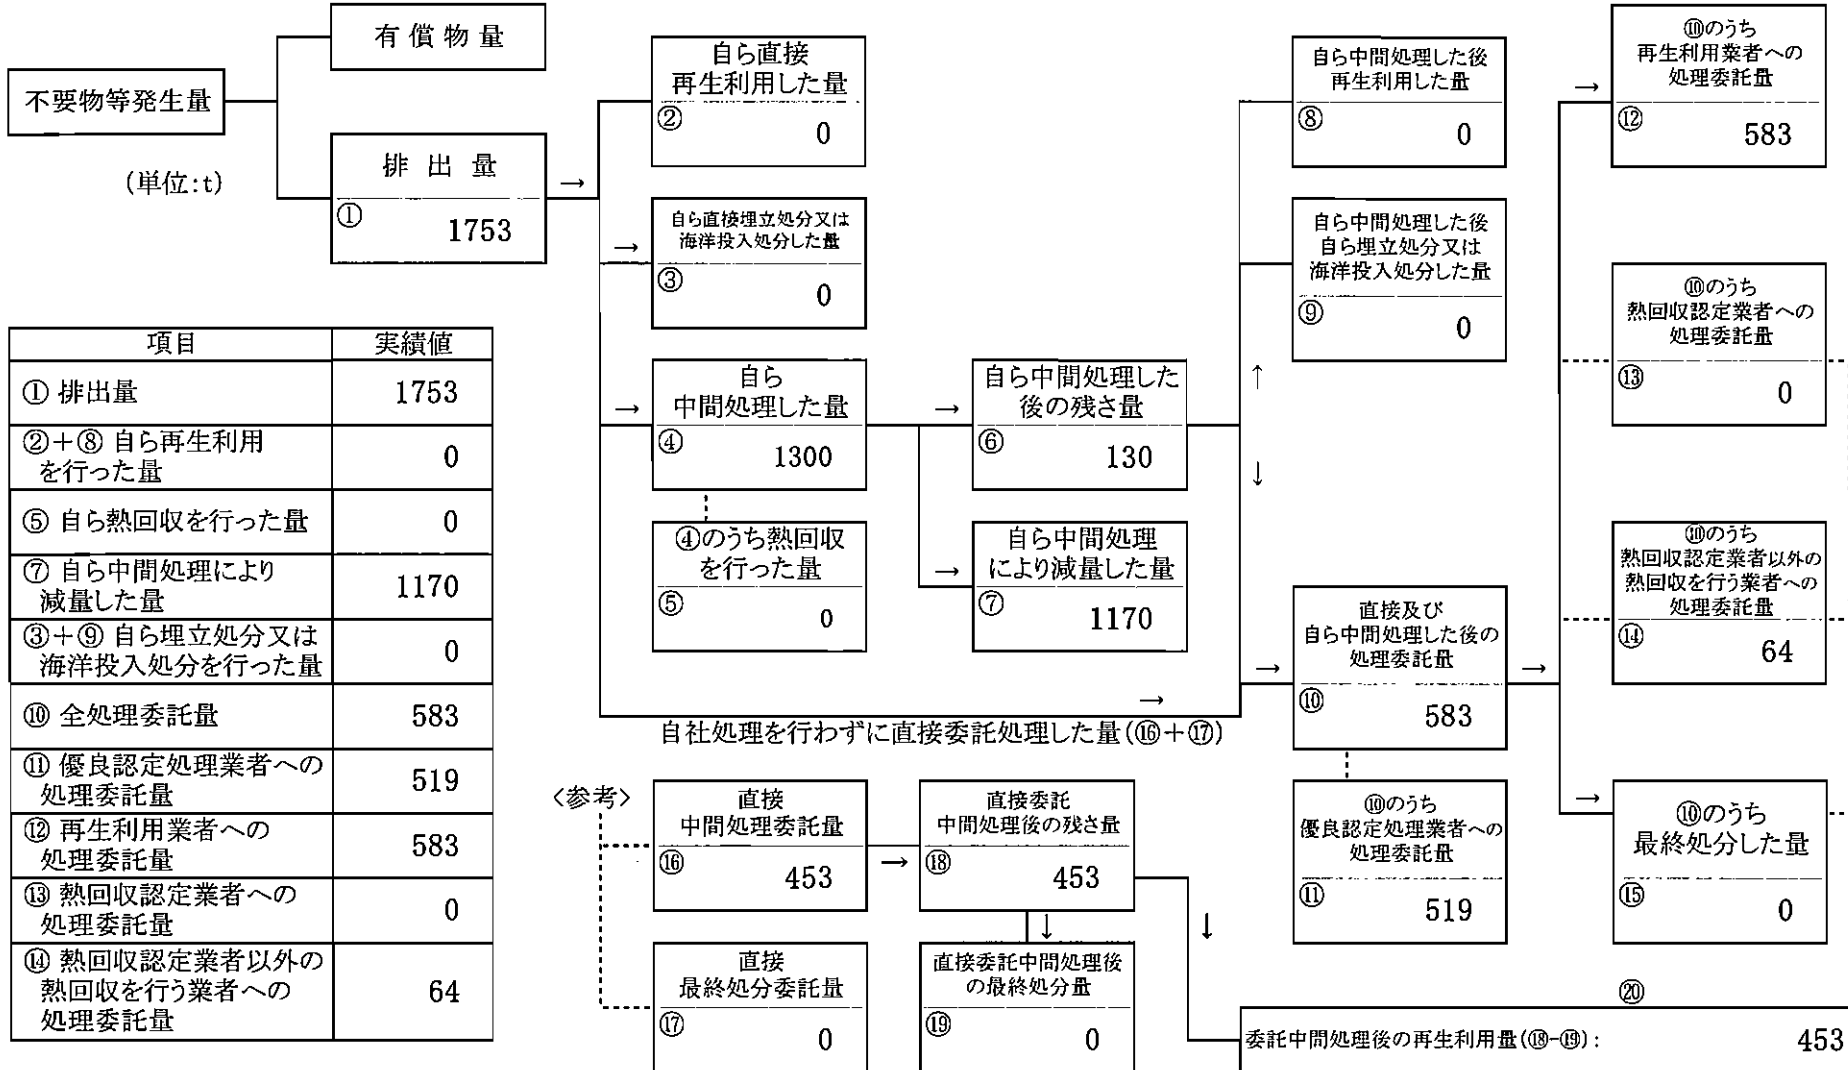 不要物等発生量
(単位:t)
有償物量
排出量
①
1753
→
自ら直接
再生利用した量
②
0
→
自ら直接埋立処分又は
海洋投入処分した量
③
0
→
自ら
中間処理した量
④
1300
④のうち熱回収
を行った量
⑤
0
→
自ら中間処理した
後の残さ量
⑥
130
→
自ら中間処理
により減量した量
⑦
1170
↑
↓
自ら中間処理した後
再生利用した量
⑧
0
自ら中間処理した後
自ら埋立処分又は
海洋投入処分した量
⑨
0
→
自社処理を行わずに直接委託処理した量(⑯+⑰)
→
直接及び
自ら中間処理した後の
処理委託量
⑩
583
⑩のうち
優良認定処理業者への
処理委託量
⑪
519
→
→
⑩のうち
再生利用業者への
処理委託量
⑫
583
⑩のうち
熱回収認定業者への
処理委託量
⑬
0
⑩のうち
熱回収認定業者以外の
熱回収を行う業者への
処理委託量
⑭
64
→
⑩のうち
最終処分した量
⑮
0
項目 実績値
① 排出量 1753
②+⑧ 自ら再生利用
を行った量 0
⑤ 自ら熱回収を行った量 0
⑦ 自ら中間処理により
減量した量 1170
③+⑨ 自ら埋立処分又は
海洋投入処分を行った量 0
⑩ 全処理委託量 583
⑪ 優良認定処理業者への
処理委託量 519
⑫ 再生利用業者への
処理委託量 583
⑬ 熱回収認定業者への
処理委託量 0
⑭ 熱回収認定業者以外の
熱回収を行う業者への
処理委託量 64
<参考>
直接
中間処理委託量
⑯
453
→
直接委託
中間処理後の残さ量
⑱
453
↓
↓
直接
最終処分委託量
⑰
0
直接委託中間処理後
の最終処分量
⑲
0
⑳
委託中間処理後の再生利用量(⑱-⑲): 453